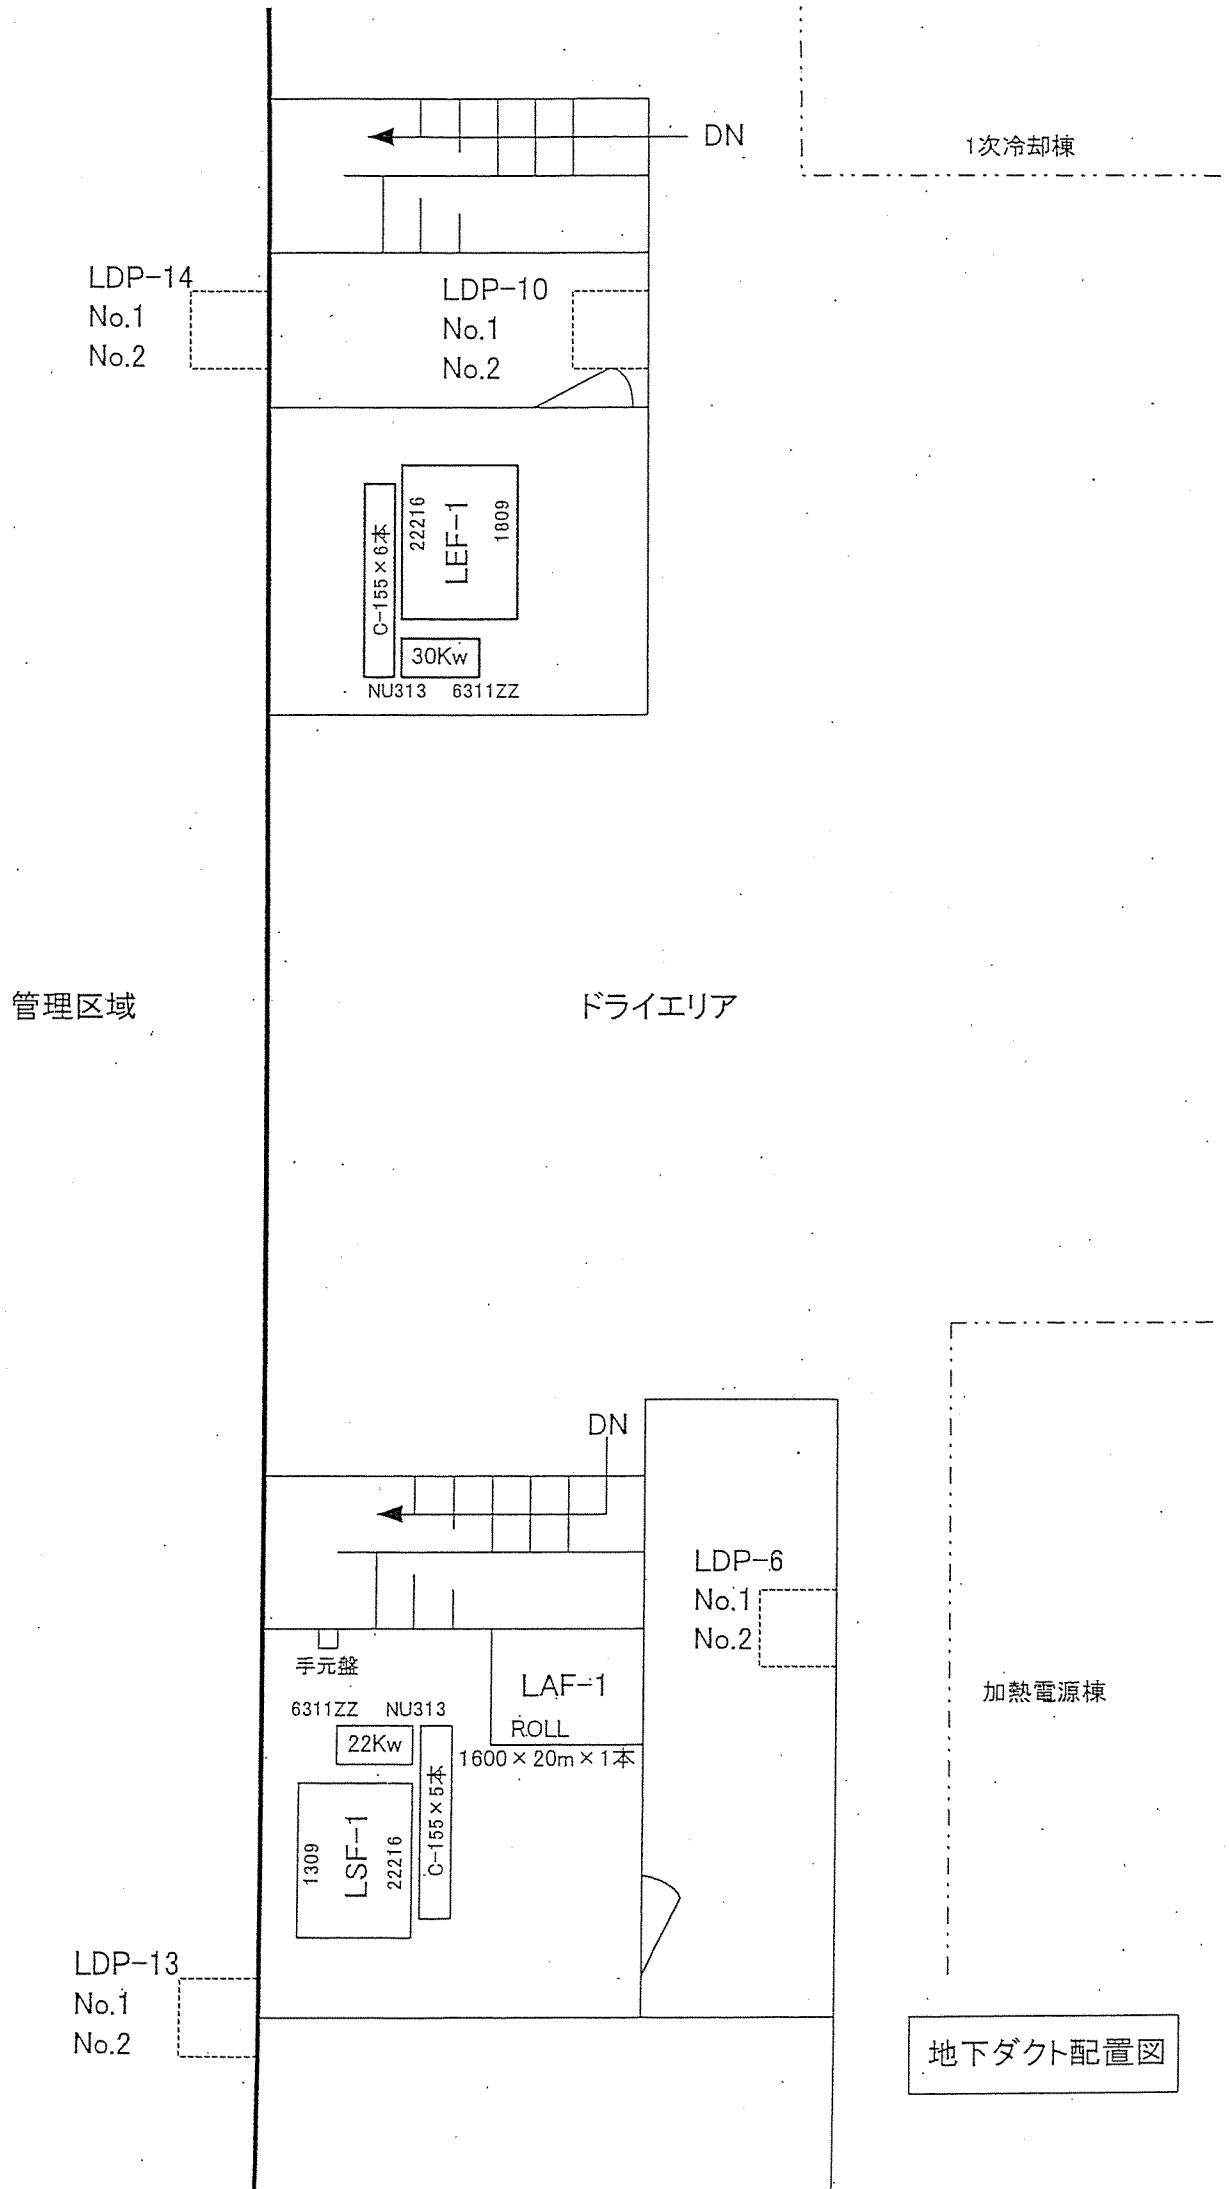 DN
1次冷却棟
LDP-14
No.1
No.2
LDP-10
No.1
No.2
C-155×6本
22216
LEF-1
1809
30Kw
NU313 6311ZZ
管理区域
ドライエリア
DN
LDP-6
No.1
No.2
手元盤
LAF-1
ROLL
1600×20m×1本
加熱電源棟
6311ZZ NU313
22Kw
1309
LSF-1
22216
C-155×5本
LDP-13
No.1
No.2
地下ダクト配置図